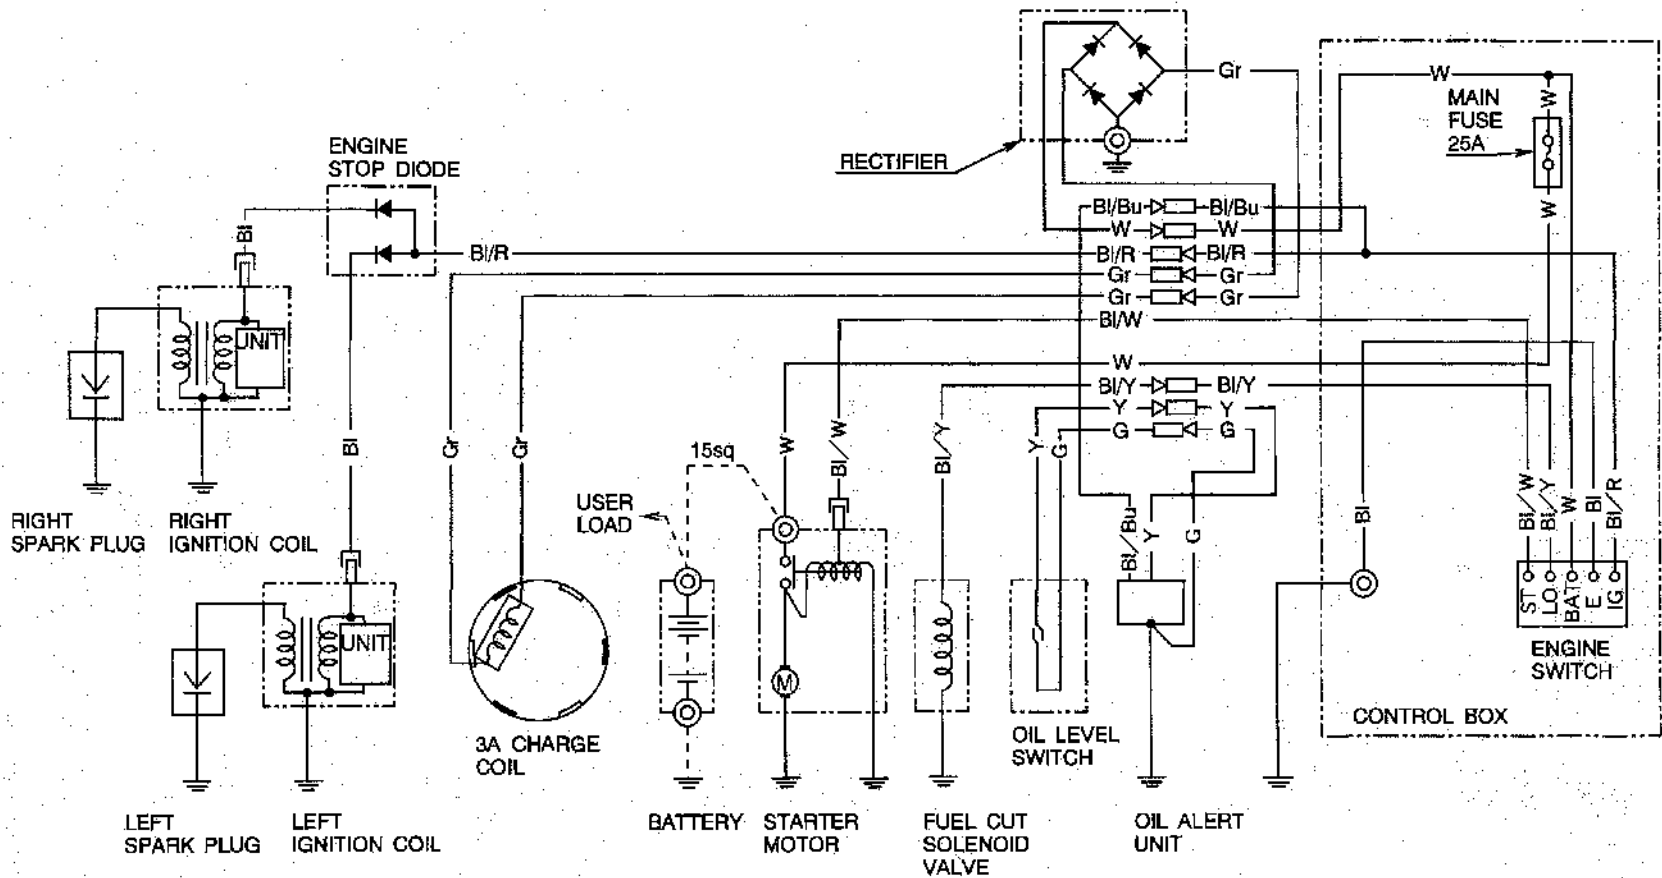 Gr
W
MAIN
FUSE
25A
W
W
RECTIFIER
ENGINE
STOP DIODE
Bl
Bl/R
Bl/Bu
Bl/Bu
W
W
Bl/R
Bl/R
Gr
Gr
Gr
Gr
Bl/W
W
Bl/Y
Bl/Y
Y
Y
G
G
UNIT
Bl
Gr
Gr
15sq
W
Bl/W
Bl/Y
Y
G
USER
LOAD
RIGHT
SPARK PLUG
RIGHT
IGNITION COIL
Bl/Bu
Y
G
Bl
Bl/W
Bl/Y
W
Bl
Bl/R
ST
LO
BAT
E
IG
ENGINE
SWITCH
UNIT
M
CONTROL BOX
3A CHARGE
COIL
OIL LEVEL
SWITCH
LEFT
SPARK PLUG
LEFT
IGNITION COIL
BATTERY
STARTER
MOTOR
FUEL CUT
SOLENOID
VALVE
OIL ALERT
UNIT